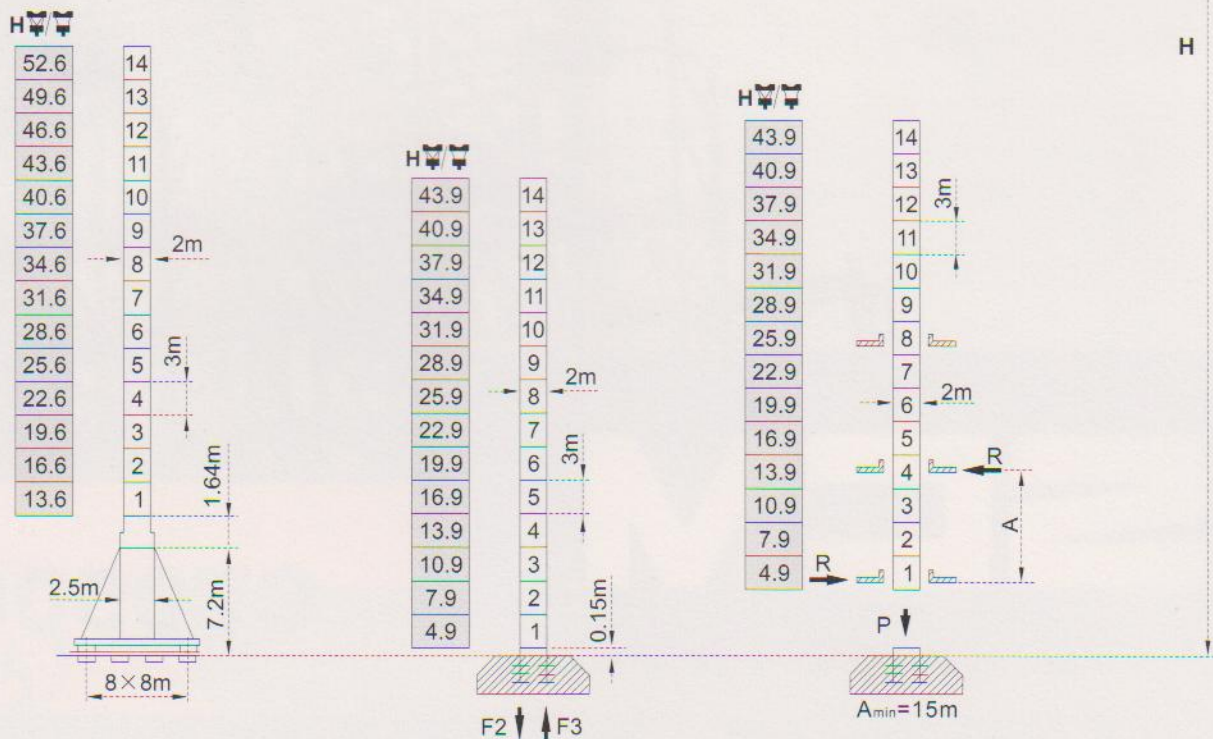 H /
52.6 14
49.6 13
46.6 12
43.6 11
40.6 10
37.6 9
34.6 8
31.6 7
28.6 6
25.6 5
22.6 4
19.6 3
16.6 2
13.6 1
2m
3m
1.64m
2.5m
7.2m
8×8m
H /
43.9 14
40.9 13
37.9 12
34.9 11
31.9 10
28.9 9
25.9 8
22.9 7
19.9 6
16.9 5
13.9 4
10.9 3
7.9 2
4.9 1
2m
3m
0.15m
F2 F3
H /
43.9 14
40.9 13
37.9 12
34.9 11
31.9 10
28.9 9
25.9 8
22.9 7
19.9 6
16.9 5
13.9 4
10.9 3
7.9 2
4.9 1
3m
2m
R
A
R
P
Amin=15m
H